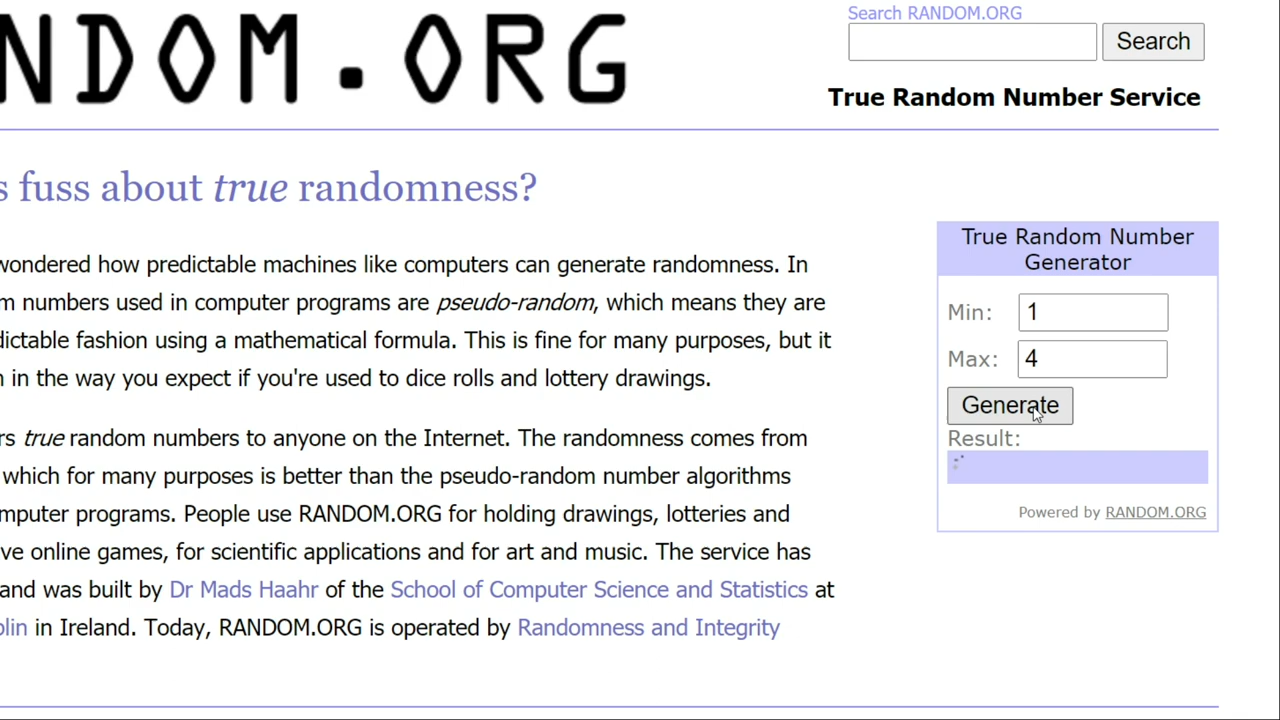 NDOM.ORG
Search RANDOM.ORG
Search
True Random Number Service
s fuss about true randomness?
wondered how predictable machines like computers can generate randomness. In
m numbers used in computer programs are pseudo-random, which means they are
dictable fashion using a mathematical formula. This is fine for many purposes, but it
n in the way you expect if you're used to dice rolls and lottery drawings.
rs true random numbers to anyone on the Internet. The randomness comes from
which for many purposes is better than the pseudo-random number algorithms
mputer programs. People use RANDOM.ORG for holding drawings, lotteries and
ve online games, for scientific applications and for art and music. The service has
and was built by Dr Mads Haahr of the School of Computer Science and Statistics at
blin in Ireland. Today, RANDOM.ORG is operated by Randomness and Integrity
True Random Number
Generator
Min: 1
Max: 4
Generate
Result:
Powered by RANDOM.ORG